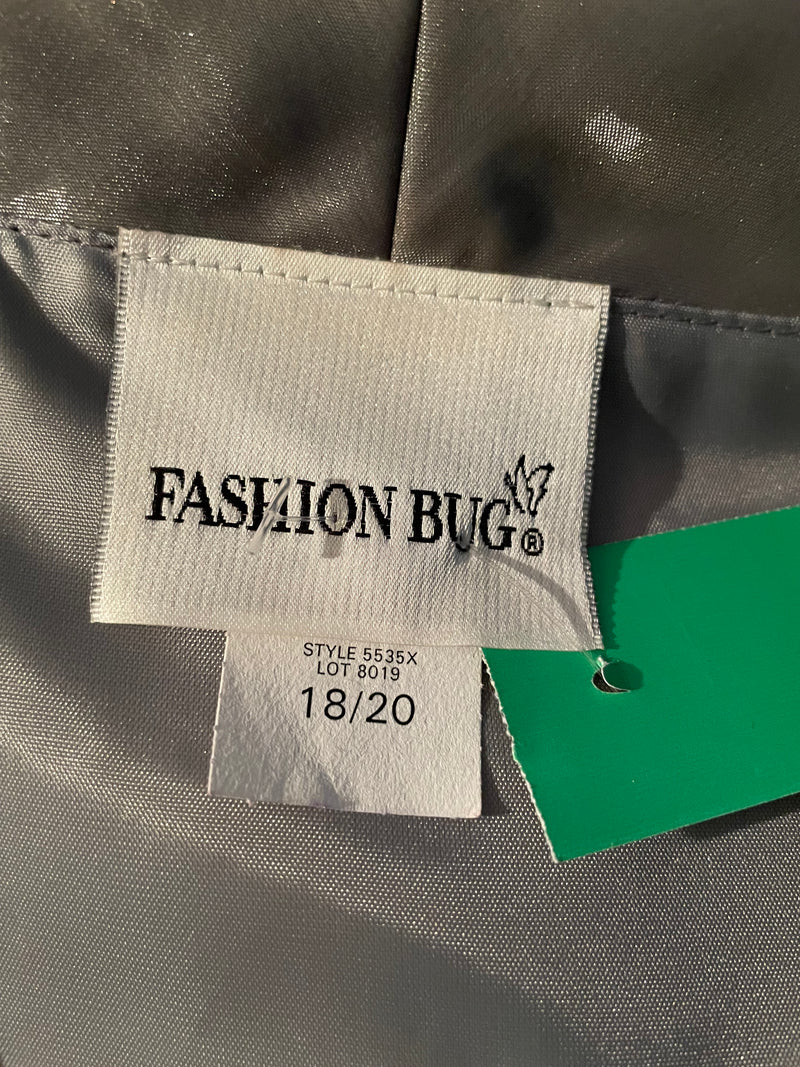 FASHION BUG®
STYLE 5535X
LOT 8019
18/20